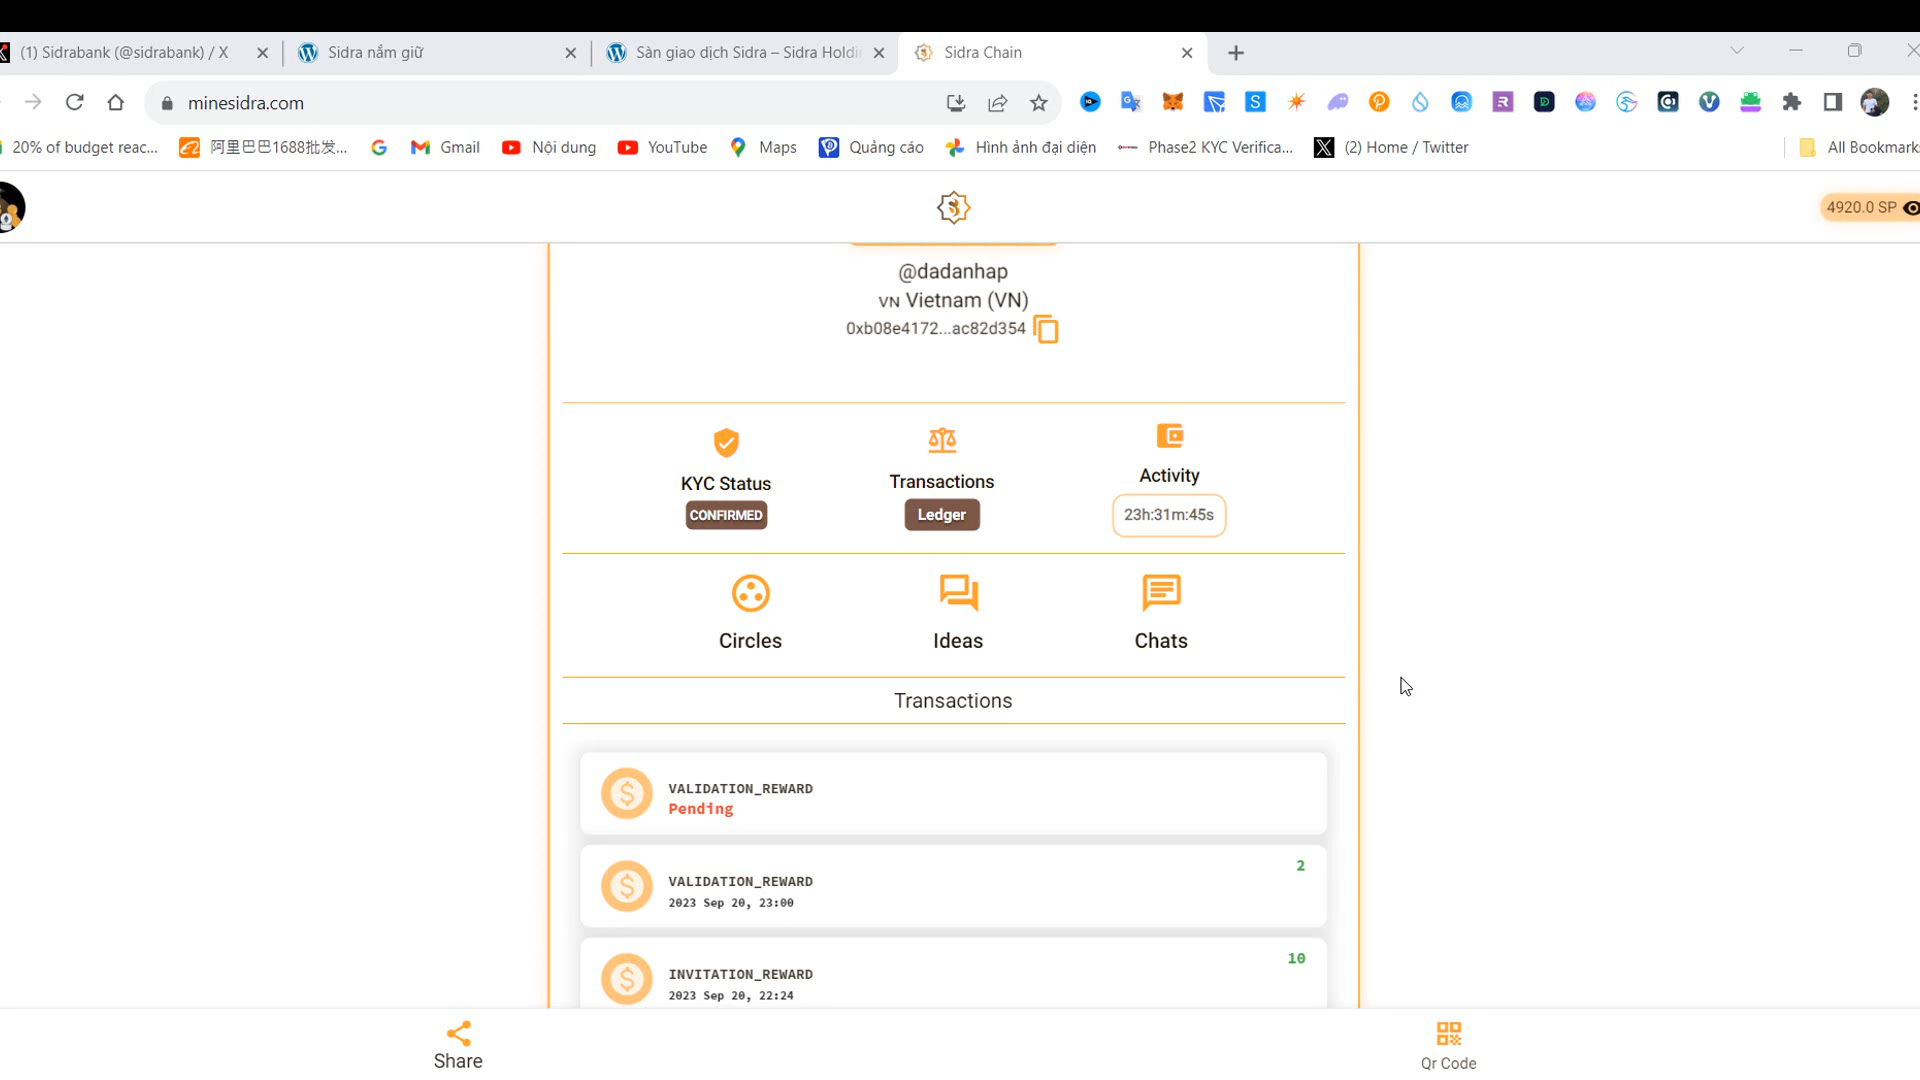 (1) Sidrabank (@sidrabank) / X
Sidra nắm giữ
Sàn giao dịch Sidra – Sidra Holdi
Sidra Chain
minesidra.com
20% of budget reac...
阿里巴巴1688批发...
Gmail
Nội dung
YouTube
Maps
Quảng cáo
Hình ảnh đại diện
Phase2 KYC Verifica...
(2) Home / Twitter
All Bookmarks
4920.0 SP
@dadanhap
VN Vietnam (VN)
0xb08e4172...ac82d354
KYC Status
CONFIRMED
Transactions
Ledger
Activity
23h:31m:45s
Circles
Ideas
Chats
Transactions
VALIDATION_REWARD
Pending
2
VALIDATION_REWARD
2023 Sep 20, 23:00
10
INVITATION_REWARD
2023 Sep 20, 22:24
Share
Qr Code